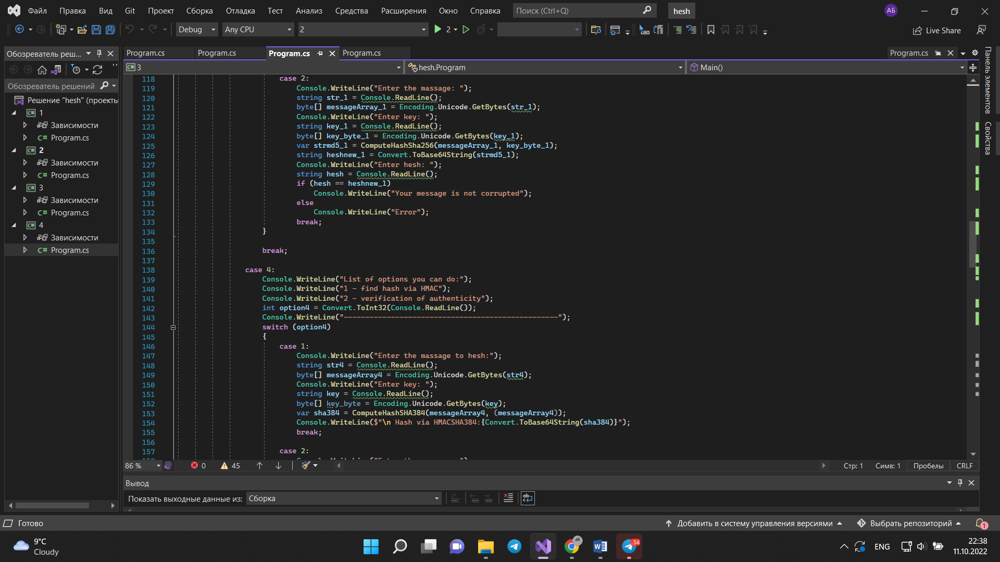 Файл Правка Вид Git Проект Сборка Отладка Тест Анализ Средства Расширения Окно Справка Поиск (Ctrl+Q) hesh АБ
Debug Any CPU 2 2 Live Share
Обозреватель реш...
Program.cs Program.cs Program.cs Program.cs Program.cs
C# 3 hesh.Program Main()
Обозреватель решений
Решение "hesh" (проекты
C# 1
Зависимости
C# Program.cs
C# 2
Зависимости
C# Program.cs
C# 3
Зависимости
C# Program.cs
C# 4
Зависимости
C# Program.cs
118 case 2:
119 Console.WriteLine("Enter the massage: ");
120 string str_1 = Console.ReadLine();
121 byte[] messageArray_1 = Encoding.Unicode.GetBytes(str_1);
122 Console.WriteLine("Enter key: ");
123 string key_1 = Console.ReadLine();
124 byte[] key_byte_1 = Encoding.Unicode.GetBytes(key_1);
125 var strmd5_1 = ComputeHashSha256(messageArray_1, key_byte_1);
126 string heshnew_1 = Convert.ToBase64String(strmd5_1);
127 Console.WriteLine("Enter hesh: ");
128 string hesh = Console.ReadLine();
129 if (hesh == heshnew_1)
130 Console.WriteLine("Your message is not corrupted");
131 else
132 Console.WriteLine("Error");
133 break;
134 }
135
136 break;
137
138 case 4:
139 Console.WriteLine("List of options you can do:");
140 Console.WriteLine("1 - find hash via HMAC");
141 Console.WriteLine("2 - verification of authenticity");
142 int option4 = Convert.ToInt32(Console.ReadLine());
143 Console.WriteLine("--------------------------------------------------");
144 switch (option4)
145 {
146 case 1:
147 Console.WriteLine("Enter the massage to hesh:");
148 string str4 = Console.ReadLine();
149 byte[] messageArray4 = Encoding.Unicode.GetBytes(str4);
150 Console.WriteLine("Enter key: ");
151 string key = Console.ReadLine();
152 byte[] key_byte = Encoding.Unicode.GetBytes(key);
153 var sha384 = ComputeHashSHA384(messageArray4, (messageArray4));
154 Console.WriteLine($"\n Hash via HMACSHA384:{Convert.ToBase64String(sha384)}");
155 break;
156
157 case 2:
Панель элементов
Свойства
86 % 0 45 Стр: 1 Симв: 1 Пробелы CRLF
Вывод
Показать выходные данные из: Сборка
Готово Добавить в систему управления версиями Выбрать репозиторий 1
9°C
Cloudy
54
ENG
22:38
11.10.2022